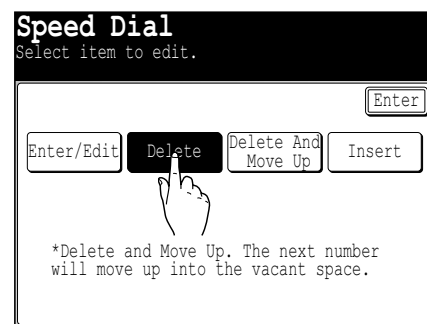 Speed Dial
Select item to edit.
Enter
Enter/Edit
Delete
Delete And
Move Up
Insert
*Delete and Move Up. The next number
will move up into the vacant space.